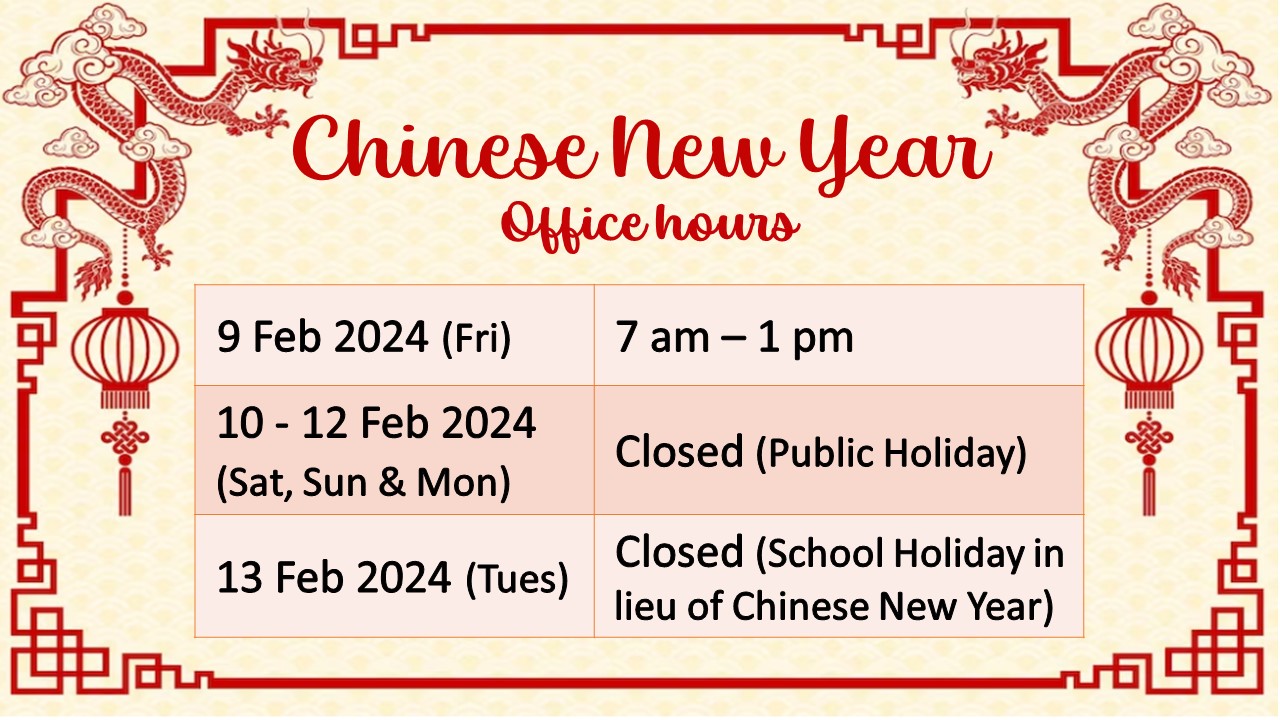 Chinese New Year
Office hours
9 Feb 2024 (Fri)
7 am – 1 pm
10 - 12 Feb 2024
(Sat, Sun & Mon)
Closed (Public Holiday)
13 Feb 2024 (Tues)
Closed (School Holiday in
lieu of Chinese New Year)